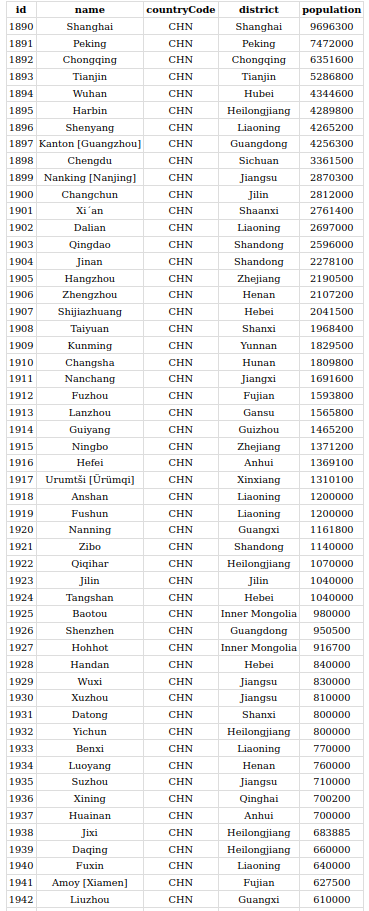 id name countryCode district population
1890 Shanghai CHN Shanghai 9696300
1891 Peking CHN Peking 7472000
1892 Chongqing CHN Chongqing 6351600
1893 Tianjin CHN Tianjin 5286800
1894 Wuhan CHN Hubei 4344600
1895 Harbin CHN Heilongjiang 4289800
1896 Shenyang CHN Liaoning 4265200
1897 Kanton [Guangzhou] CHN Guangdong 4256300
1898 Chengdu CHN Sichuan 3361500
1899 Nanking [Nanjing] CHN Jiangsu 2870300
1900 Changchun CHN Jilin 2812000
1901 Xi´an CHN Shaanxi 2761400
1902 Dalian CHN Liaoning 2697000
1903 Qingdao CHN Shandong 2596000
1904 Jinan CHN Shandong 2278100
1905 Hangzhou CHN Zhejiang 2190500
1906 Zhengzhou CHN Henan 2107200
1907 Shijiazhuang CHN Hebei 2041500
1908 Taiyuan CHN Shanxi 1968400
1909 Kunming CHN Yunnan 1829500
1910 Changsha CHN Hunan 1809800
1911 Nanchang CHN Jiangxi 1691600
1912 Fuzhou CHN Fujian 1593800
1913 Lanzhou CHN Gansu 1565800
1914 Guiyang CHN Guizhou 1465200
1915 Ningbo CHN Zhejiang 1371200
1916 Hefei CHN Anhui 1369100
1917 Urumtši [Ürümqi] CHN Xinxiang 1310100
1918 Anshan CHN Liaoning 1200000
1919 Fushun CHN Liaoning 1200000
1920 Nanning CHN Guangxi 1161800
1921 Zibo CHN Shandong 1140000
1922 Qiqihar CHN Heilongjiang 1070000
1923 Jilin CHN Jilin 1040000
1924 Tangshan CHN Hebei 1040000
1925 Baotou CHN Inner Mongolia 980000
1926 Shenzhen CHN Guangdong 950500
1927 Hohhot CHN Inner Mongolia 916700
1928 Handan CHN Hebei 840000
1929 Wuxi CHN Jiangsu 830000
1930 Xuzhou CHN Jiangsu 810000
1931 Datong CHN Shanxi 800000
1932 Yichun CHN Heilongjiang 800000
1933 Benxi CHN Liaoning 770000
1934 Luoyang CHN Henan 760000
1935 Suzhou CHN Jiangsu 710000
1936 Xining CHN Qinghai 700200
1937 Huainan CHN Anhui 700000
1938 Jixi CHN Heilongjiang 683885
1939 Daqing CHN Heilongjiang 660000
1940 Fuxin CHN Liaoning 640000
1941 Amoy [Xiamen] CHN Fujian 627500
1942 Liuzhou CHN Guangxi 610000